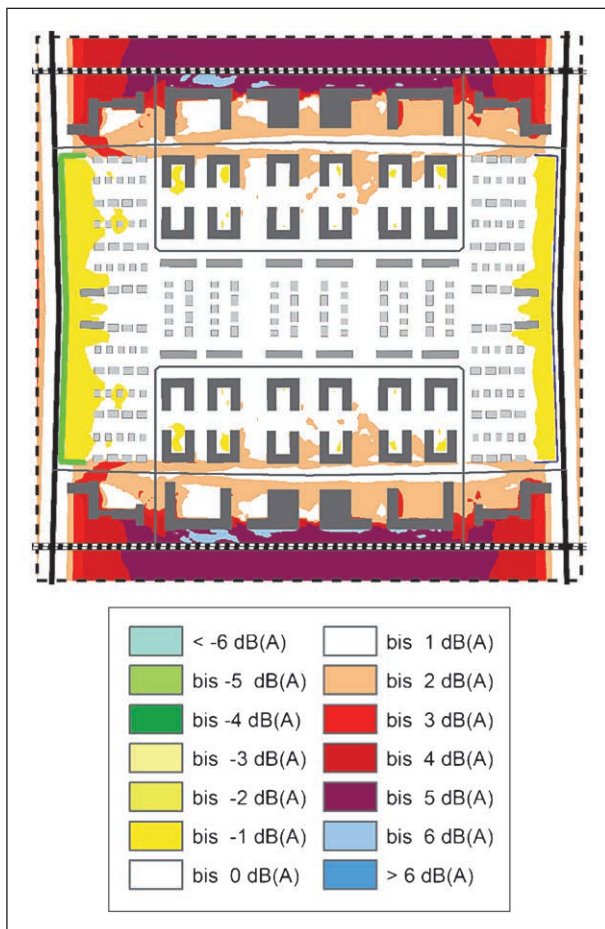 < -6 dB(A)
bis -5 dB(A)
bis -4 dB(A)
bis -3 dB(A)
bis -2 dB(A)
bis -1 dB(A)
bis 0 dB(A)
bis 1 dB(A)
bis 2 dB(A)
bis 3 dB(A)
bis 4 dB(A)
bis 5 dB(A)
bis 6 dB(A)
> 6 dB(A)